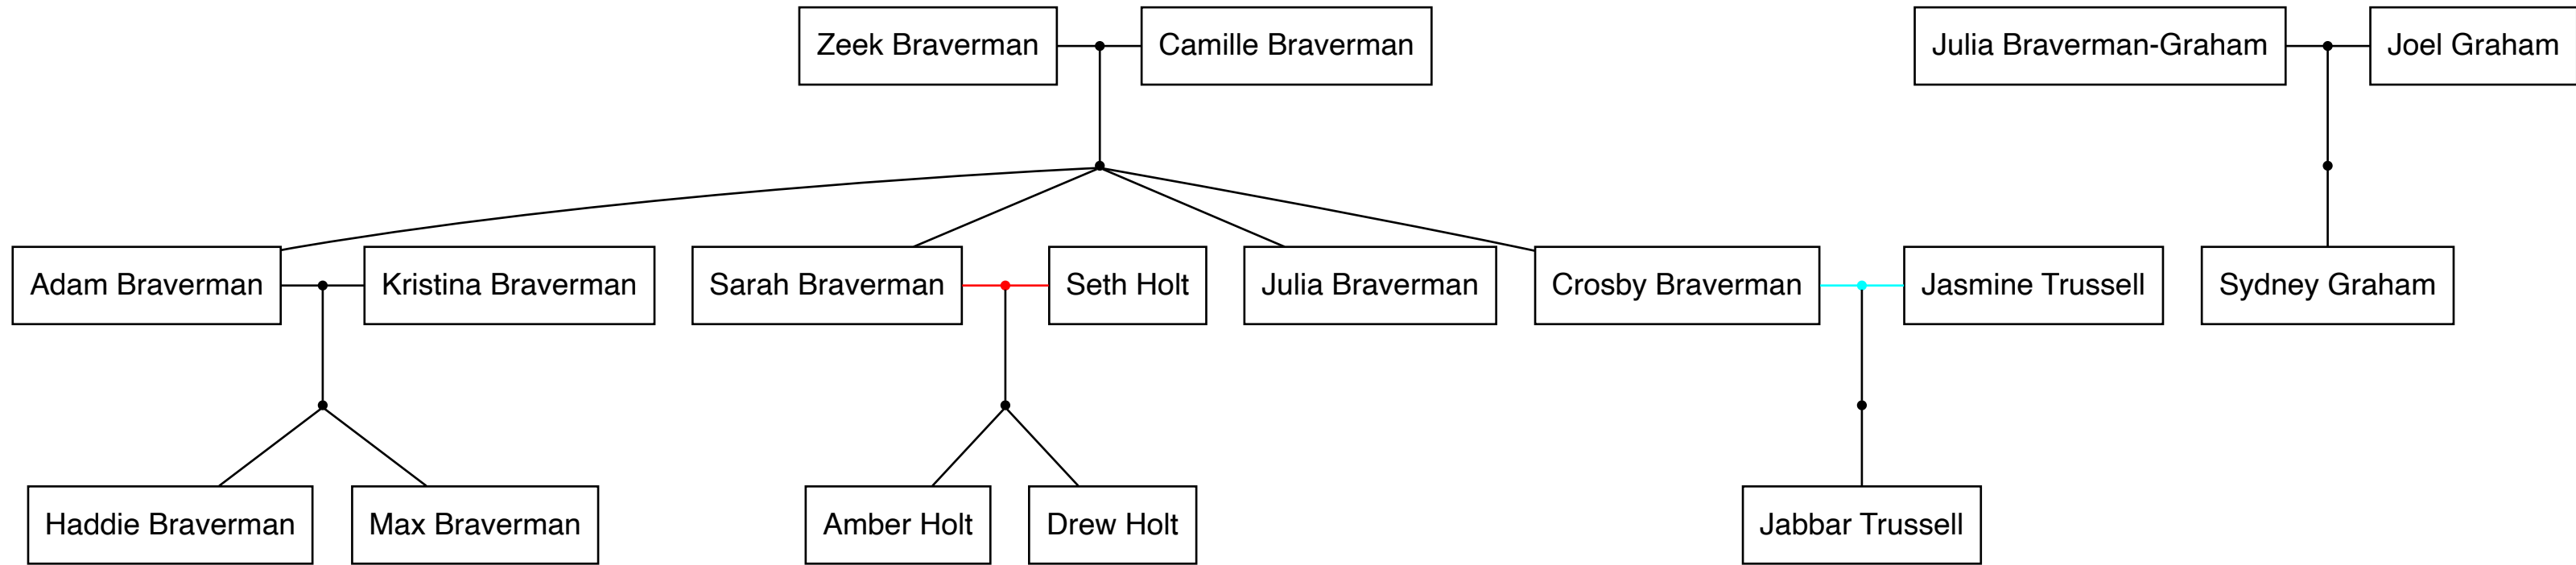 Zeek Braverman
Camille Braverman
Julia Braverman-Graham
Joel Graham
Adam Braverman
Kristina Braverman
Sarah Braverman
Seth Holt
Julia Braverman
Crosby Braverman
Jasmine Trussell
Sydney Graham
Haddie Braverman
Max Braverman
Amber Holt
Drew Holt
Jabbar Trussell